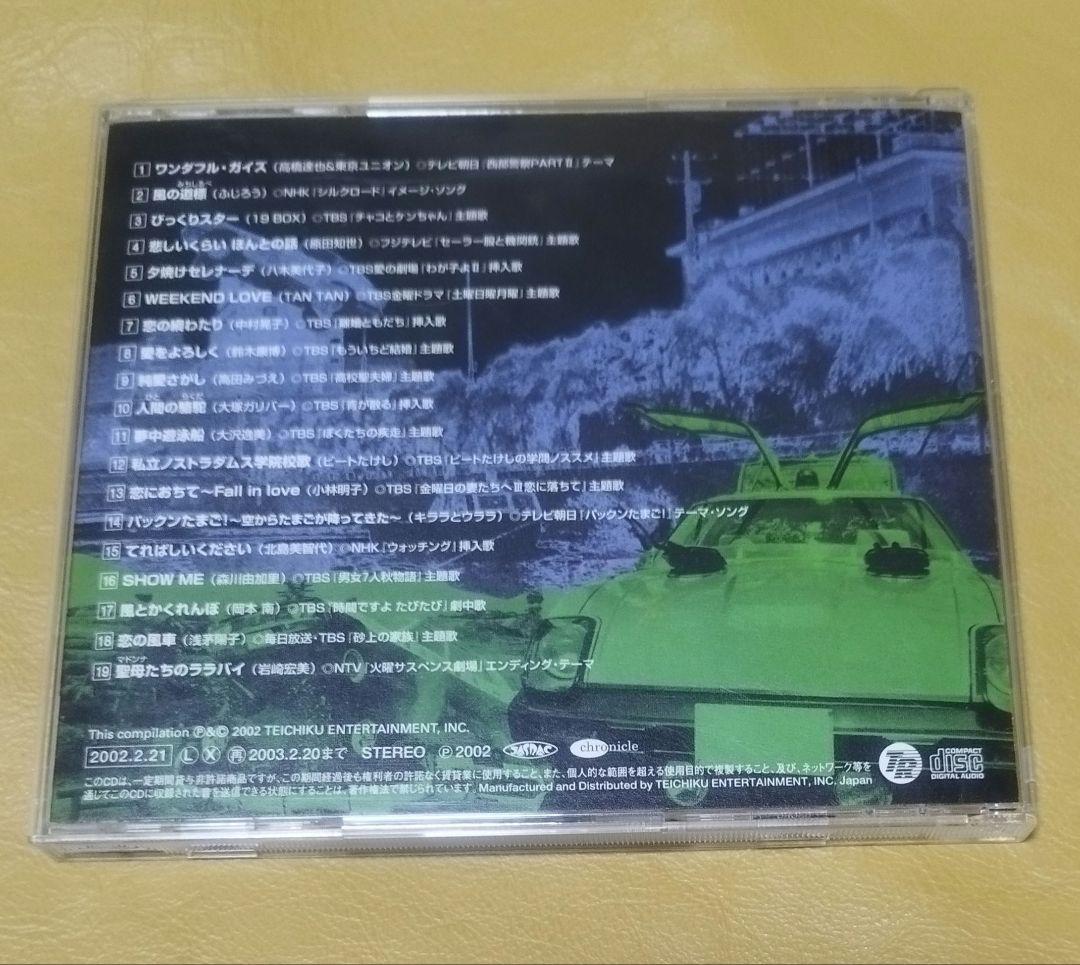 1 ワンダフル・ガイズ（高橋達也&東京ユニオン）◎テレビ朝日『西部警察PARTⅡ』テーマ
2 風の道標（ふじろう）◎NHK『シルクロード』イメージ・ソング
みちしるべ
3 びっくりスター（19 BOX）◎TBS『チャコとケンちゃん』主題歌
4 悲しいくらい ほんとの話（原田知世）◎フジテレビ『セーラー服と機関銃』主題歌
5 夕焼けセレナーデ（八木美代子）◎TBS愛の劇場『わが子よⅡ』挿入歌
6 WEEKEND LOVE（TAN TAN）◎TBS金曜ドラマ『土曜日曜月曜』主題歌
7 恋の綱わたり（中村晃子）◎TBS『離婚ともだち』挿入歌
8 愛をよろしく（鈴木康博）◎TBS『もういちど結婚』主題歌
9 純愛さがし（高田みづえ）◎TBS『高校聖夫婦』主題歌
10 人間の駱駝（大塚ガリバー）◎TBS『青が散る』挿入歌
ひと らくだ
11 夢中遊泳船（大沢逸美）◎TBS『ぼくたちの疾走』主題歌
12 私立ノストラダムス学院校歌（ビートたけし）◎TBS『ビートたけしの学問ノススメ』主題歌
13 恋におちて〜Fall in love（小林明子）◎TBS『金曜日の妻たちへⅢ恋に落ちて』主題歌
14 パックンたまご!〜空からたまごが降ってきた〜（キララとウララ）◎テレビ朝日『パックンたまご!』テーマ・ソング
15 てればしいください（北島美智代）◎NHK『ウォッチング』挿入歌
16 SHOW ME（森川由加里）◎TBS『男女7人秋物語』主題歌
17 風とかくれんぼ（岡本 南）◎TBS『時間ですよ たびたび』劇中歌
18 恋の風車（浅茅陽子）◎毎日放送・TBS『砂上の家族』主題歌
マドンナ
19 聖母たちのララバイ（岩崎宏美）◎NTV『火曜サスペンス劇場』エンディング・テーマ
This compilation Ⓟ&Ⓒ 2002 TEICHIKU ENTERTAINMENT, INC.
2002.2.21 Ⓛ Ⓧ 再 2003.2.20まで STEREO Ⓟ2002 JASRAC chronicle
このCDは、一定期間貸与非許諾商品ですが、この期間経過後も権利者の許諾なく賃貸業に使用すること、また、個人的な範囲を超える使用目的で複製すること、及び、ネットワーク等を
通じてこのCDに収録された音を送信できる状態にすることは、著作権法で禁じられています。Manufactured and Distributed by TEICHIKU ENTERTAINMENT, INC. Japan
COMPACT
disc
DIGITAL AUDIO